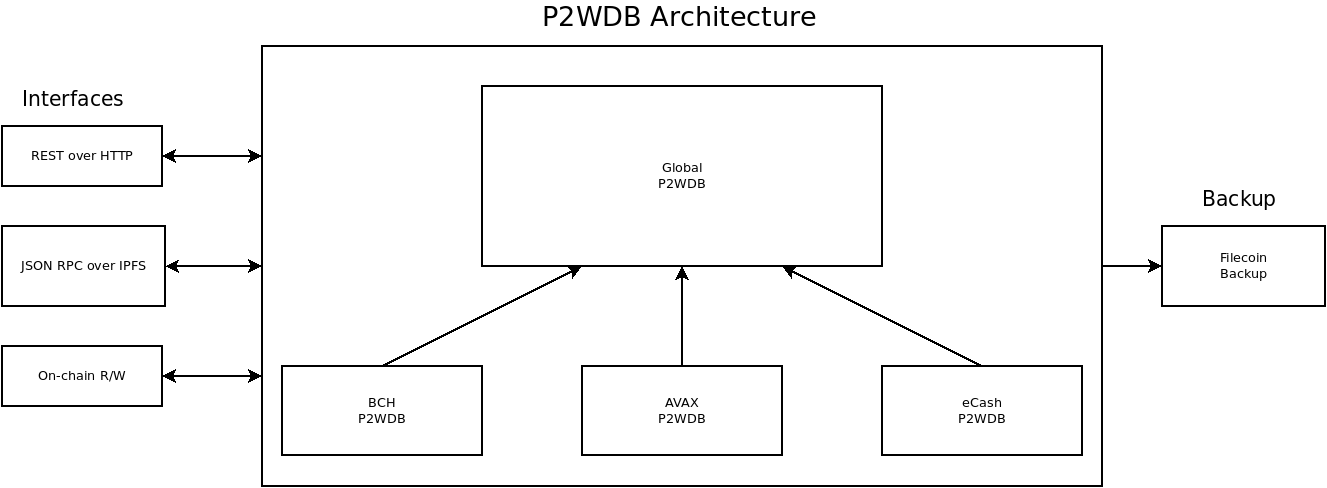 P2WDB Architecture
Interfaces
REST over HTTP
JSON RPC over IPFS
On-chain R/W
Global
P2WDB
BCH
P2WDB
AVAX
P2WDB
eCash
P2WDB
Backup
Filecoin
Backup